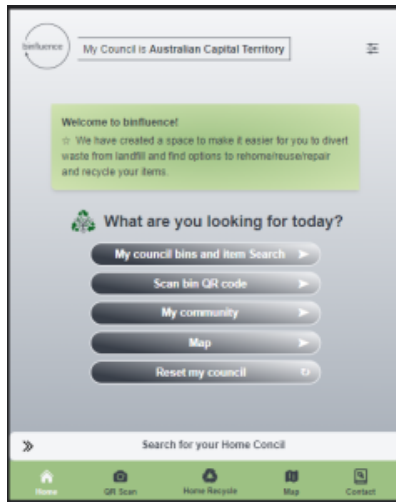 binfluence
My Council is Australian Capital Territory
Welcome to binfluence!
☆ We have created a space to make it easier for you to divert
waste from landfill and find options to rehome/reuse/repair
and recycle your items.
What are you looking for today?
My council bins and item Search
Scan bin QR code
My community
Map
Reset my council
Search for your Home Concil
Home QR Scan Home Recycle Map Contact